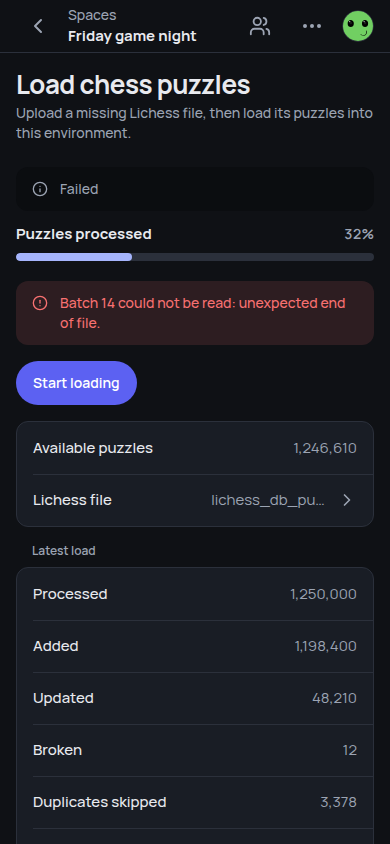 Spaces
Friday game night
Load chess puzzles
Upload a missing Lichess file, then load its puzzles into
this environment.
Failed
Puzzles processed 32%
Batch 14 could not be read: unexpected end
of file.
Start loading
Available puzzles 1,246,610
Lichess file lichess_db_pu...
Latest load
Processed 1,250,000
Added 1,198,400
Updated 48,210
Broken 12
Duplicates skipped 3,378